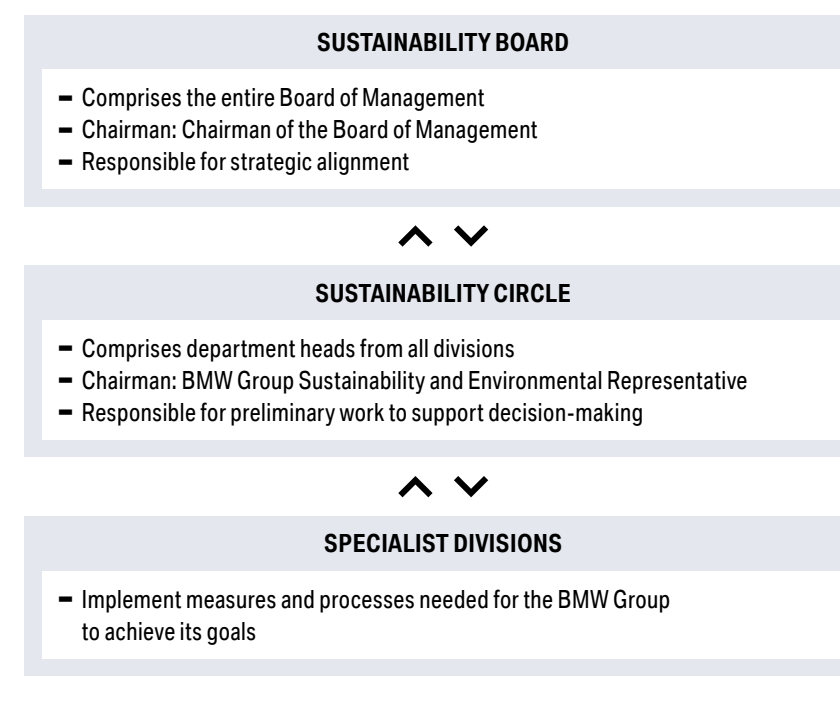 SUSTAINABILITY BOARD
– Comprises the entire Board of Management
– Chairman: Chairman of the Board of Management
– Responsible for strategic alignment
SUSTAINABILITY CIRCLE
– Comprises department heads from all divisions
– Chairman: BMW Group Sustainability and Environmental Representative
– Responsible for preliminary work to support decision-making
SPECIALIST DIVISIONS
– Implement measures and processes needed for the BMW Group
to achieve its goals